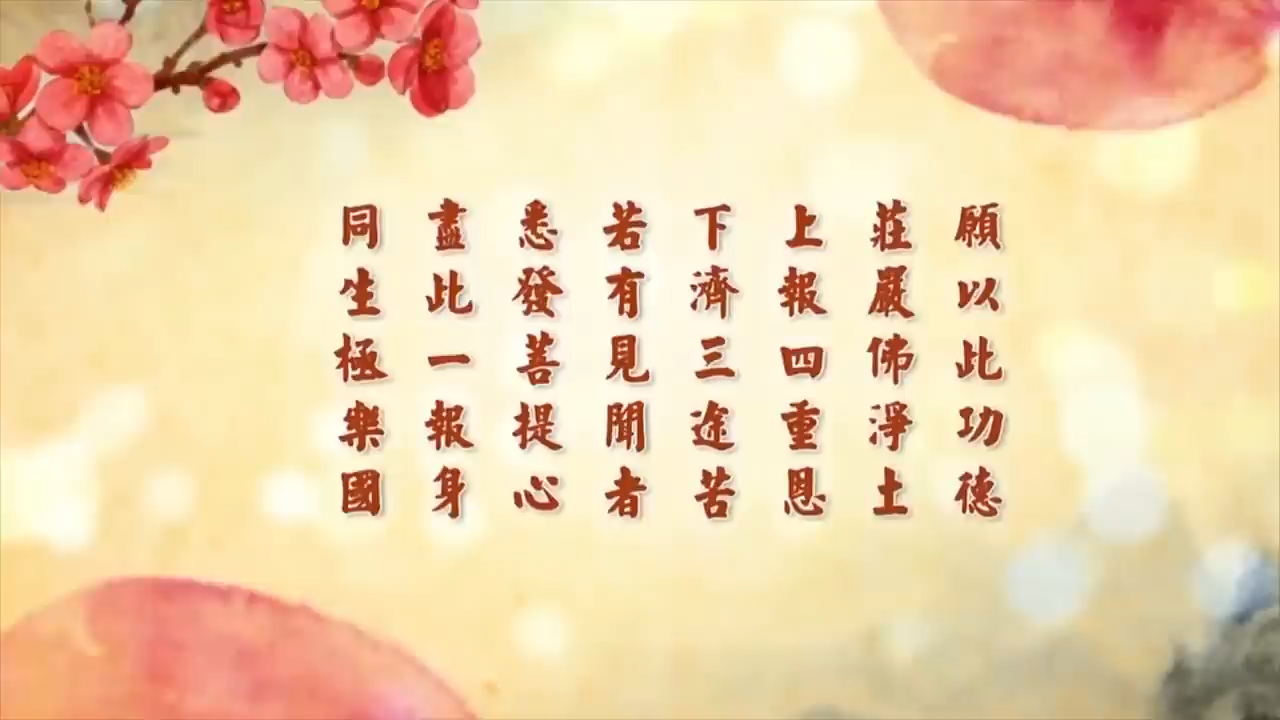 願以此功德
莊嚴佛淨土
上報四重恩
下濟三途苦
若有見聞者
悉發菩提心
盡此一報身
同生極樂國